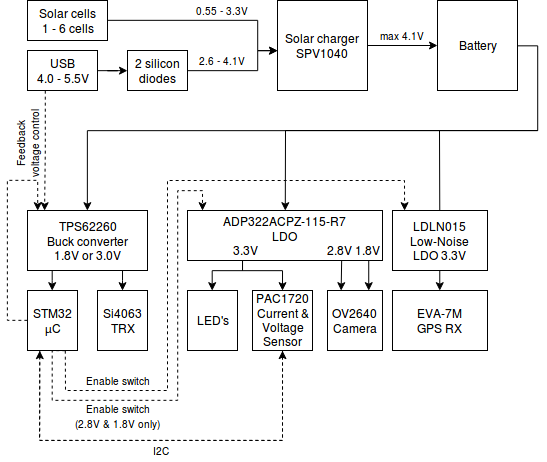 Solar cells
1 - 6 cells
0.55 - 3.3V
Solar charger
SPV1040
max 4.1V
Battery
USB
4.0 - 5.5V
2 silicon
diodes
2.6 - 4.1V
Feedback
voltage control
TPS62260
Buck converter
1.8V or 3.0V
ADP322ACPZ-115-R7
LDO
3.3V
2.8V 1.8V
LDLN015
Low-Noise
LDO 3.3V
STM32
µC
Si4063
TRX
LED's
PAC1720
Current &
Voltage
Sensor
OV2640
Camera
EVA-7M
GPS RX
Enable switch
Enable switch
(2.8V & 1.8V only)
I2C